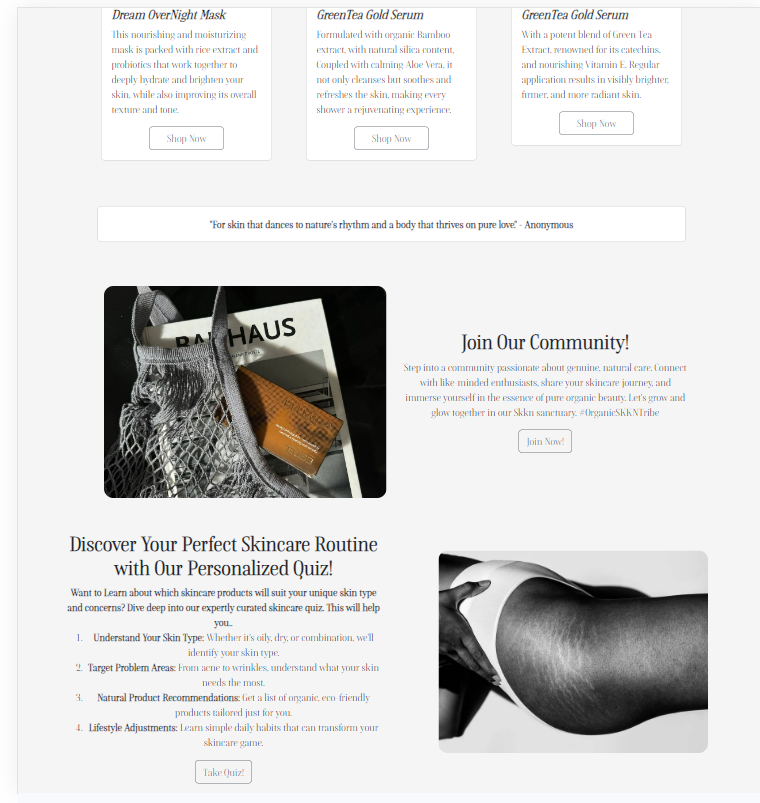 Dream OverNight Mask
This nourishing and moisturizing
mask is packed with rice extract and
probiotics that work together to
deeply hydrate and brighten your
skin, while also improving its overall
texture and tone.
Shop Now
GreenTea Gold Serum
Formulated with organic Bamboo
extract, with natural silica content,
Coupled with calming Aloe Vera, it
not only cleanses but soothes and
refreshes the skin, making every
shower a rejuvenating experience.
Shop Now
GreenTea Gold Serum
With a potent blend of Green Tea
Extract, renowned for its catechins,
and nourishing Vitamin E. Regular
application results in visibly brighter,
firmer, and more radiant skin.
Shop Now
"For skin that dances to nature's rhythm and a body that thrives on pure love." - Anonymous
BAUHAUS
Join Our Community!
Step into a community passionate about genuine, natural care. Connect
with like-minded enthusiasts, share your skincare journey, and
immerse yourself in the essence of pure organic beauty. Let's grow and
glow together in our Skkn sanctuary. #OrganicSKKNTribe
Join Now!
Discover Your Perfect Skincare Routine
with Our Personalized Quiz!
Want to Learn about which skincare products will suit your unique skin type
and concerns? Dive deep into our expertly curated skincare quiz. This will help
you..
1. Understand Your Skin Type: Whether it's oily, dry, or combination, we'll
identify your skin type.
2. Target Problem Areas: From acne to wrinkles, understand what your skin
needs the most.
3. Natural Product Recommendations: Get a list of organic, eco-friendly
products tailored just for you.
4. Lifestyle Adjustments: Learn simple daily habits that can transform your
skincare game.
Take Quiz!